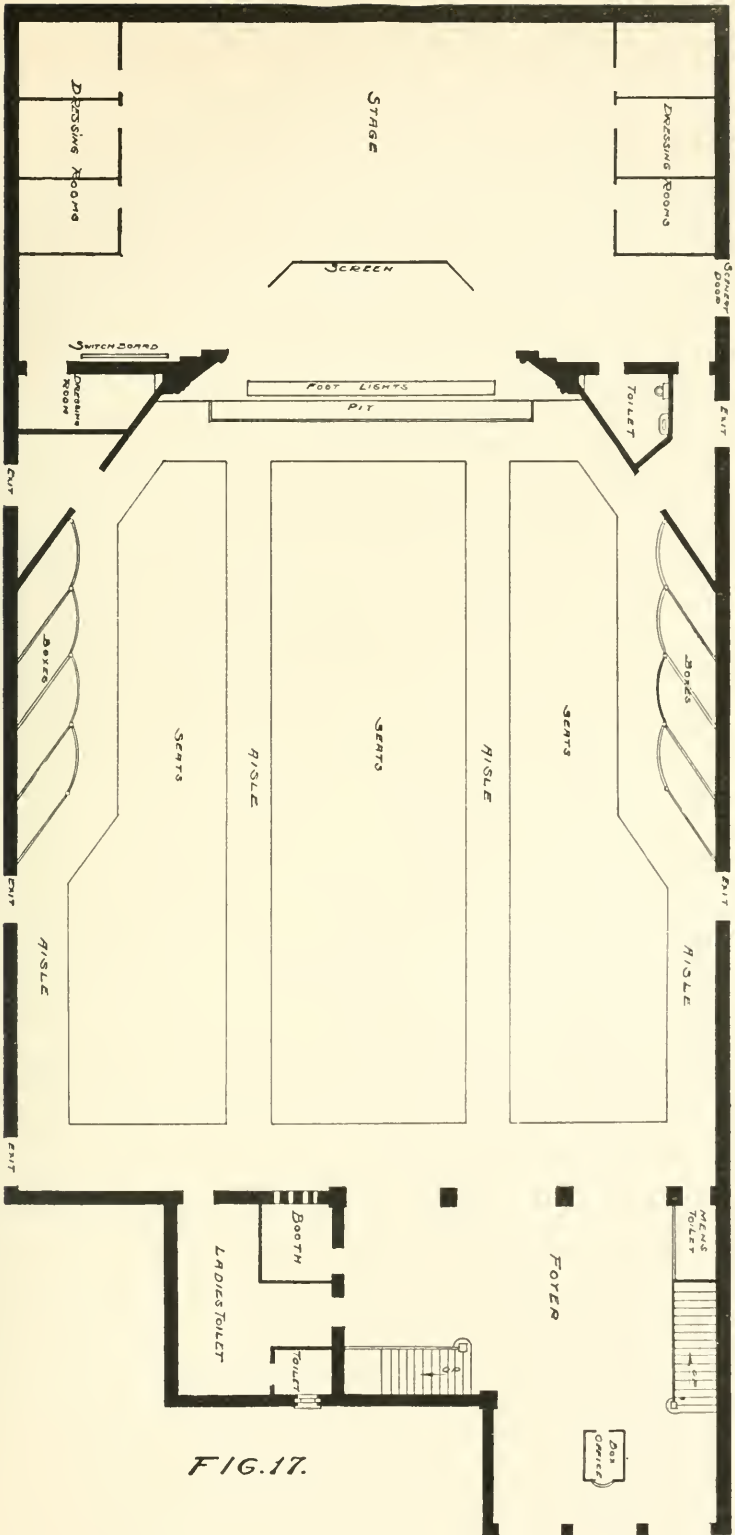 STAGE
DRESSING ROOMS
DRESSING ROOMS
SCENERY
DOOR
SCREEN
SWITCHBOARD
DRESSING
ROOM
FOOT LIGHTS
PIT
TOILET
EXIT
EXIT
BOXES
BOXES
SEATS
AISLE
SEATS
AISLE
SEATS
EXIT
EXIT
AISLE
AISLE
EXIT
BOOTH
LADIES TOILET
TOILET
FOYER
MENS
TOILET
UP
UP
BOX
OFFICE
FIG. 17.